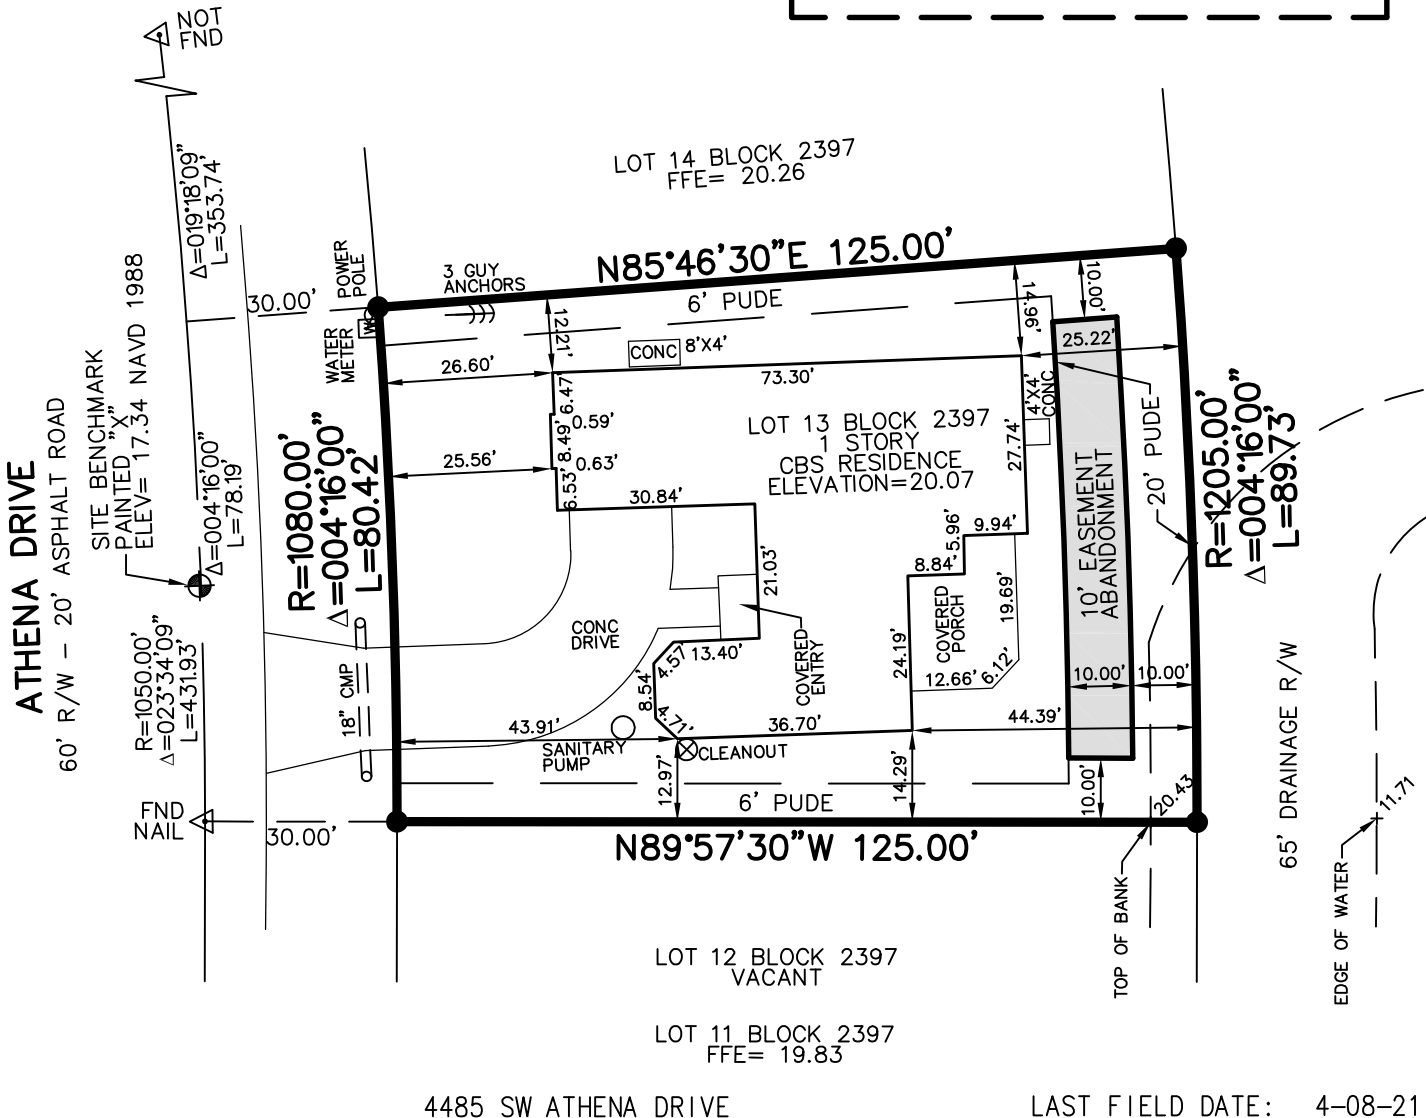 NOT
FND
Δ=019°18'09"
L=353.74'
SITE BENCHMARK
PAINTED "X"
ELEV= 17.34 NAVD 1988
ATHENA DRIVE
60' R/W – 20' ASPHALT ROAD
Δ=004°16'00"
L=78.19'
R=1050.00'
Δ=023°34'09"
L=431.93'
FND
NAIL
30.00'
30.00'
POWER
POLE
WATER
METER
3 GUY
ANCHORS
LOT 14 BLOCK 2397
FFE= 20.26
N85°46'30"E 125.00'
6' PUDE
12.21'
14.96'
10.00'
25.22'
CONC
8'X4'
26.60'
73.30'
6.47'
0.59'
8.49'
25.56'
0.63'
6.53'
30.84'
LOT 13 BLOCK 2397
1 STORY
CBS RESIDENCE
ELEVATION=20.07
27.74'
4'X4'
CONC
R=1080.00'
Δ=004°16'00"
L=80.42'
20' PUDE
10' EASEMENT
ABANDONMENT
R=1205.00'
Δ=004°16'00"
L=89.73'
9.94'
5.96'
8.84'
21.03'
19.69'
COVERED
PORCH
CONC
DRIVE
COVERED
ENTRY
13.40'
4.57'
8.54'
4.71'
24.19'
12.66'
6.12'
10.00'
10.00'
18" CMP
43.91'
SANITARY
PUMP
36.70'
CLEANOUT
44.39'
12.97'
14.29'
10.00'
20.43
6' PUDE
N89°57'30"W 125.00'
65' DRAINAGE R/W
11.71
EDGE OF WATER
TOP OF BANK
LOT 12 BLOCK 2397
VACANT
LOT 11 BLOCK 2397
FFE= 19.83
4485 SW ATHENA DRIVE
LAST FIELD DATE: 4–08–21